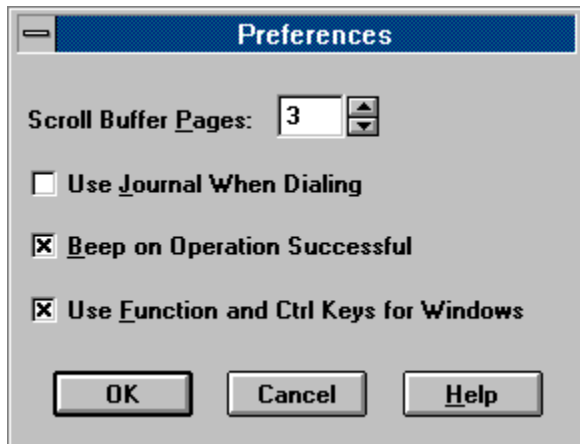 Preferences
Scroll Buffer Pages: 3
Use Journal When Dialing
Beep on Operation Successful
Use Function and Ctrl Keys for Windows
OK Cancel Help